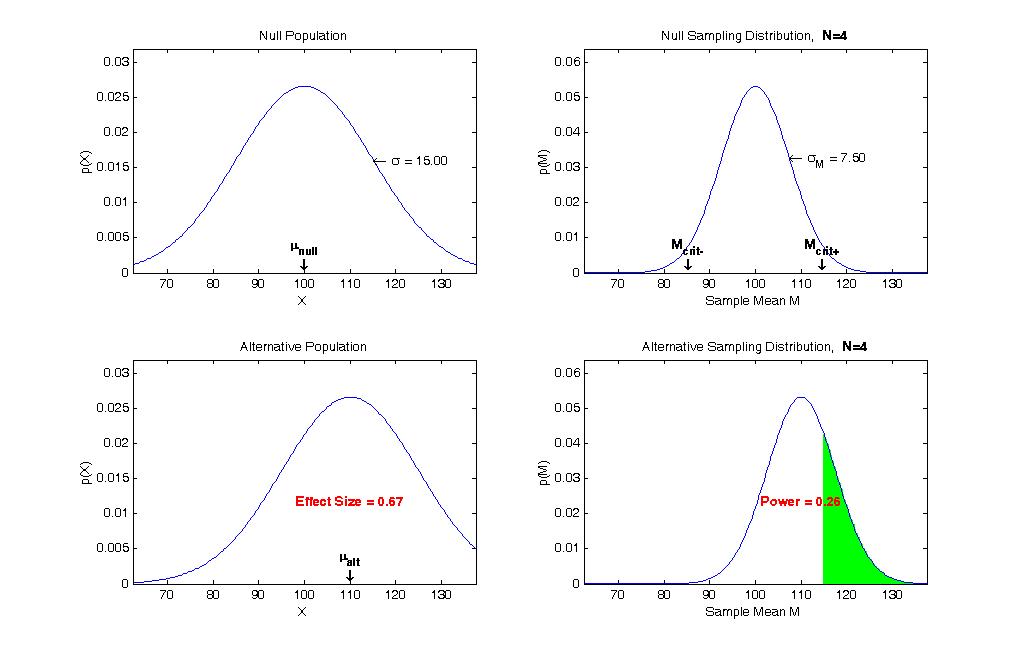 Null Population
0.03
0.025
0.02
0.015
0.01
0.005
0
p(X)
← σ = 15.00
μnull
↓
70 80 90 100 110 120 130
X
Null Sampling Distribution, N=4
0.06
0.05
0.04
0.03
0.02
0.01
0
p(M)
← σM = 7.50
Mcrit- Mcrit+
↓ ↓
70 80 90 100 110 120 130
Sample Mean M
Alternative Population
0.03
0.025
0.02
0.015
0.01
0.005
0
p(X)
Effect Size = 0.67
μalt
↓
70 80 90 100 110 120 130
X
Alternative Sampling Distribution, N=4
0.06
0.05
0.04
0.03
0.02
0.01
0
p(M)
Power = 0.26
70 80 90 100 110 120 130
Sample Mean M